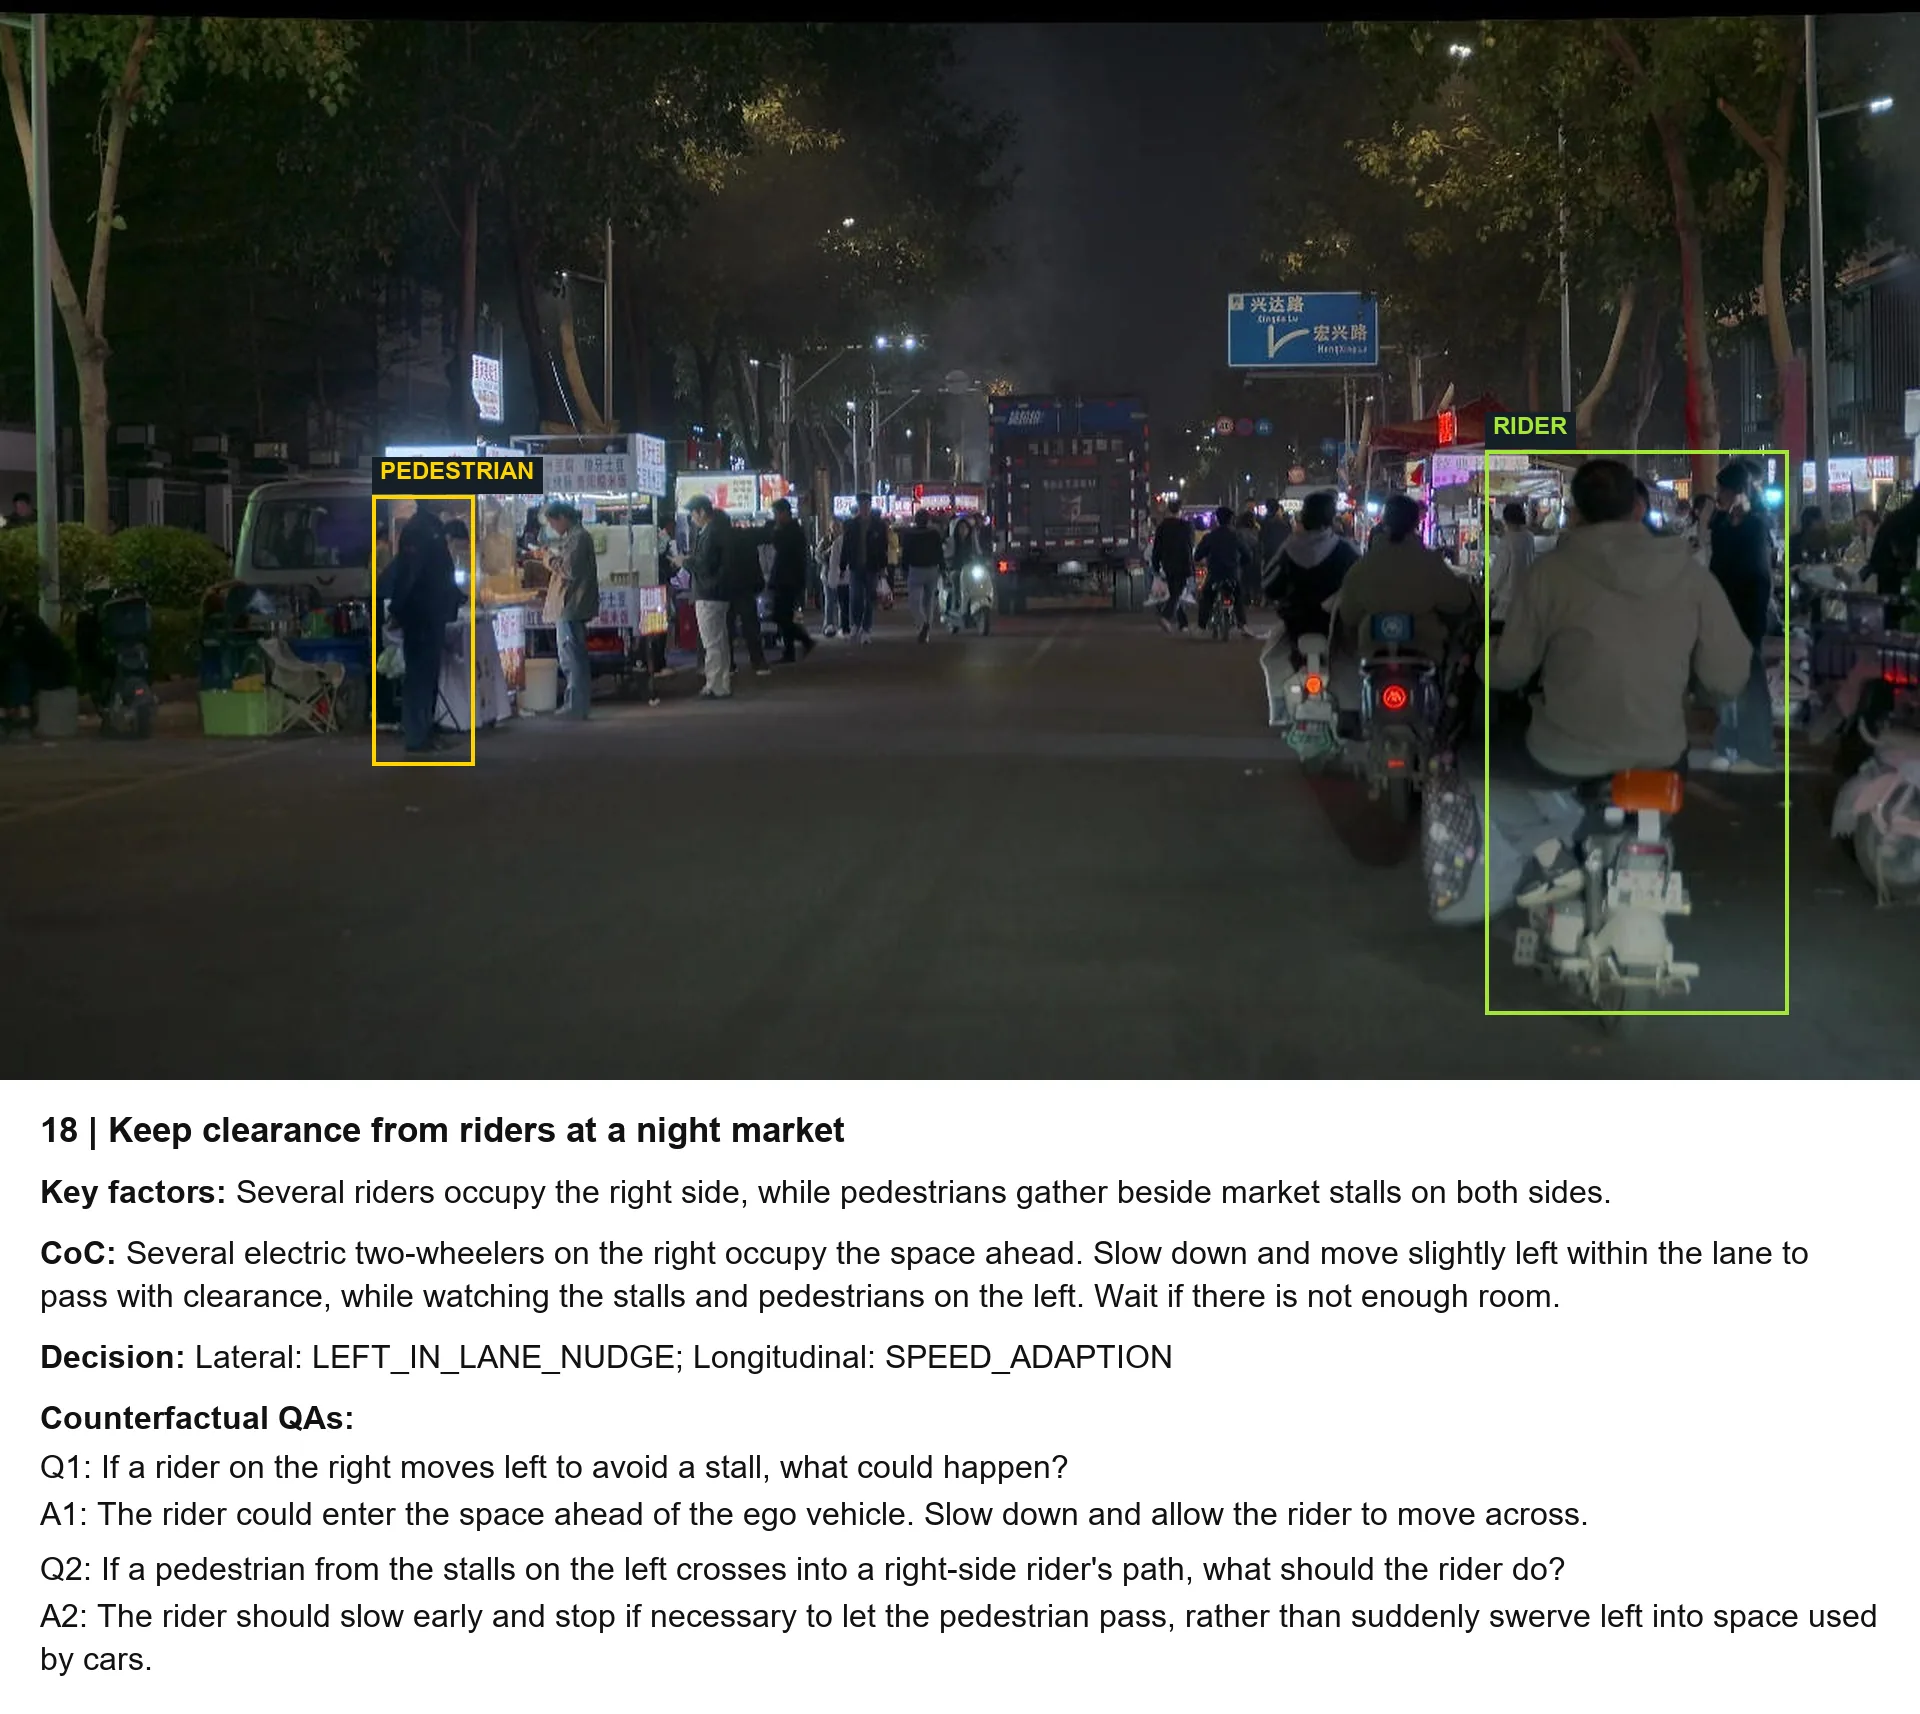 兴达路
Xingda Lu
宏兴路
HongXing Lu
PEDESTRIAN
RIDER
18 | Keep clearance from riders at a night market
Key factors: Several riders occupy the right side, while pedestrians gather beside market stalls on both sides.
CoC: Several electric two-wheelers on the right occupy the space ahead. Slow down and move slightly left within the lane to
pass with clearance, while watching the stalls and pedestrians on the left. Wait if there is not enough room.
Decision: Lateral: LEFT_IN_LANE_NUDGE; Longitudinal: SPEED_ADAPTION
Counterfactual QAs:
Q1: If a rider on the right moves left to avoid a stall, what could happen?
A1: The rider could enter the space ahead of the ego vehicle. Slow down and allow the rider to move across.
Q2: If a pedestrian from the stalls on the left crosses into a right-side rider's path, what should the rider do?
A2: The rider should slow early and stop if necessary to let the pedestrian pass, rather than suddenly swerve left into space used
by cars.